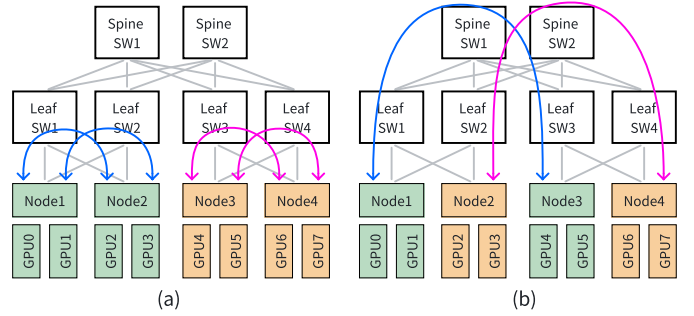 Spine
SW1
Spine
SW2
Leaf
SW1
Leaf
SW2
Leaf
SW3
Leaf
SW4
Node1
Node2
Node3
Node4
GPU0
GPU1
GPU2
GPU3
GPU4
GPU5
GPU6
GPU7
(a)
Spine
SW1
Spine
SW2
Leaf
SW1
Leaf
SW2
Leaf
SW3
Leaf
SW4
Node1
Node2
Node3
Node4
GPU0
GPU1
GPU2
GPU3
GPU4
GPU5
GPU6
GPU7
(b)